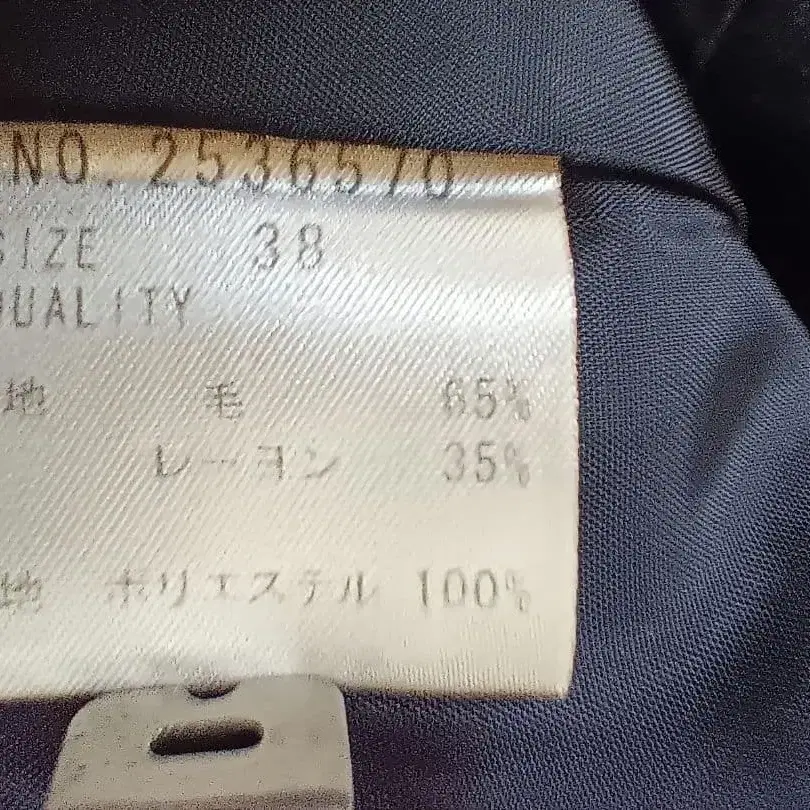 NO. 2536570
SIZE 38
QUALITY
地 毛 65%
レーヨン 35%
地 ポリエステル 100%